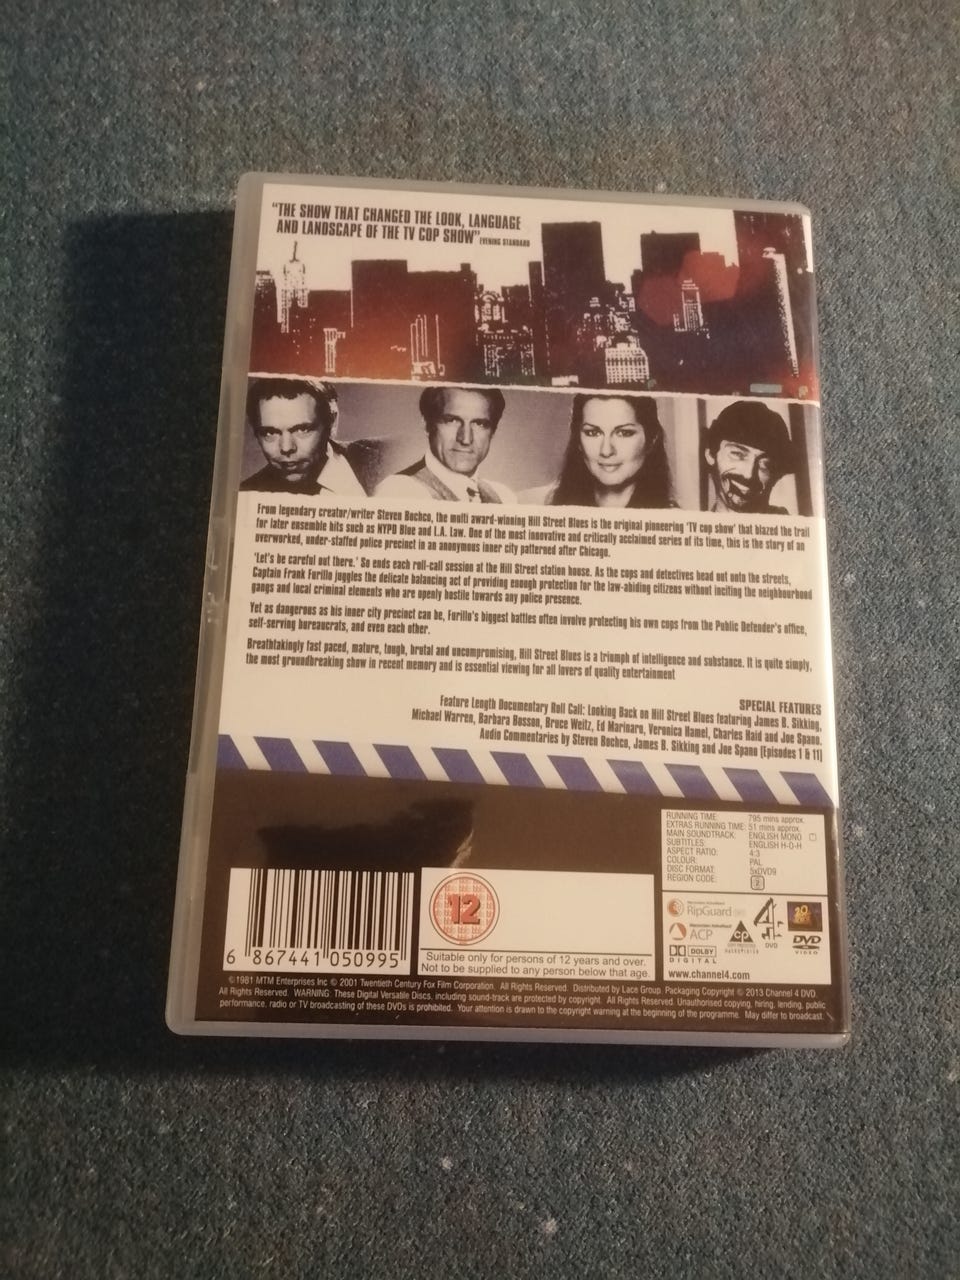 "THE SHOW THAT CHANGED THE LOOK, LANGUAGE
AND LANDSCAPE OF THE TV COP SHOW" EVENING STANDARD
From legendary creator/writer Steven Bochco, the multi award-winning Hill Street Blues is the original pioneering 'TV cop show' that blazed the trail
for later ensemble hits such as NYPD Blue and L.A. Law. One of the most innovative and critically acclaimed series of its time, this is the story of an
overworked, under-staffed police precinct in an anonymous inner city patterned after Chicago.
'Let's be careful out there.' So ends each roll-call session at the Hill Street station house. As the cops and detectives head out onto the streets,
Captain Frank Furillo juggles the delicate balancing act of providing enough protection for the law-abiding citizens without inciting the neighbourhood
gangs and local criminal elements who are openly hostile towards any police presence.
Yet as dangerous as his inner city precinct can be, Furillo's biggest battles often involve protecting his own cops from the Public Defender's office,
self-serving bureaucrats, and even each other.
Breathtakingly fast paced, mature, tough, brutal and uncompromising, Hill Street Blues is a triumph of intelligence and substance. It is quite simply,
the most groundbreaking show in recent memory and is essential viewing for all lovers of quality entertainment
SPECIAL FEATURES
Feature Length Documentary Roll Call: Looking Back on Hill Street Blues featuring James B. Sikking,
Michael Warren, Barbara Bosson, Bruce Weitz, Ed Marinaro, Veronica Hamel, Charles Haid and Joe Spano.
Audio Commentaries by Steven Bochco, James B. Sikking and Joe Spano [Episodes 1 & 11]
RUNNING TIME: 795 mins approx.
EXTRAS RUNNING TIME: 51 mins approx.
MAIN SOUNDTRACK: ENGLISH MONO
SUBTITLES: ENGLISH H-O-H
ASPECT RATIO: 4:3
COLOUR: PAL
DISC FORMAT: 5xDVD9
REGION CODE: 2
6 867441 050995
12
Suitable only for persons of 12 years and over.
Not to be supplied to any person below that age.
RipGuard
ACP
CP
4
DVD
20
DVD
VIDEO
DOLBY
DIGITAL
www.channel4.com
©1981 MTM Enterprises Inc © 2001 Twentieth Century Fox Film Corporation. All Rights Reserved. Distributed by Lace Group. Packaging Copyright © 2013 Channel 4 DVD.
All Rights Reserved. WARNING: These Digital Versatile Discs, including sound-track are protected by copyright. All Rights Reserved. Unauthorised copying, hiring, lending, public
performance, radio or TV broadcasting of these DVDs is prohibited. Your attention is drawn to the copyright warning at the beginning of the programme. May differ to broadcast.